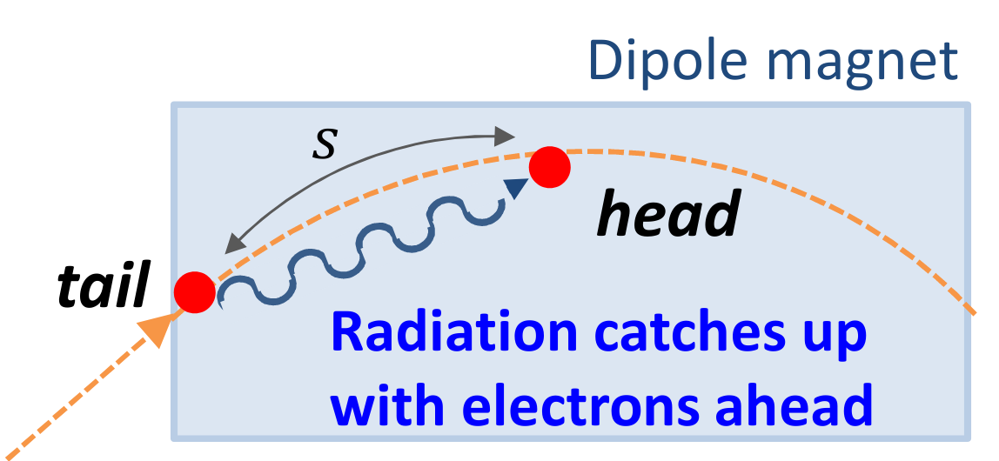 Dipole magnet
s
head
tail
Radiation catches up
with electrons ahead